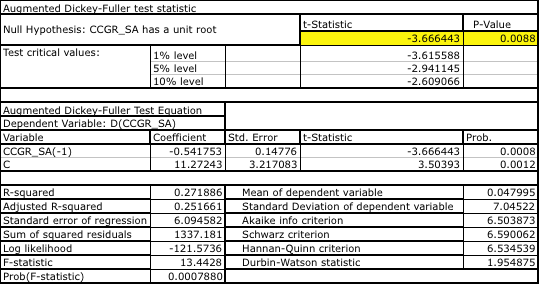 Augmented Dickey-Fuller test statistic
Null Hypothesis: CCGR_SA has a unit root t-Statistic P-Value
-3.666443 0.0088
Test critical values: 1% level -3.615588
5% level -2.941145
10% level -2.609066
Augmented Dickey-Fuller Test Equation
Dependent Variable: D(CCGR_SA)
Variable Coefficient Std. Error t-Statistic Prob.
CCGR_SA(-1) -0.541753 0.14776 -3.666443 0.0008
C 11.27243 3.217083 3.50393 0.0012
R-squared 0.271886 Mean of dependent variable 0.047995
Adjusted R-squared 0.251661 Standard Deviation of dependent variable 7.04522
Standard error of regression 6.094582 Akaike info criterion 6.503873
Sum of squared residuals 1337.181 Schwarz criterion 6.590062
Log likelihood -121.5736 Hannan-Quinn criterion 6.534539
F-statistic 13.4428 Durbin-Watson statistic 1.954875
Prob(F-statistic) 0.0007880